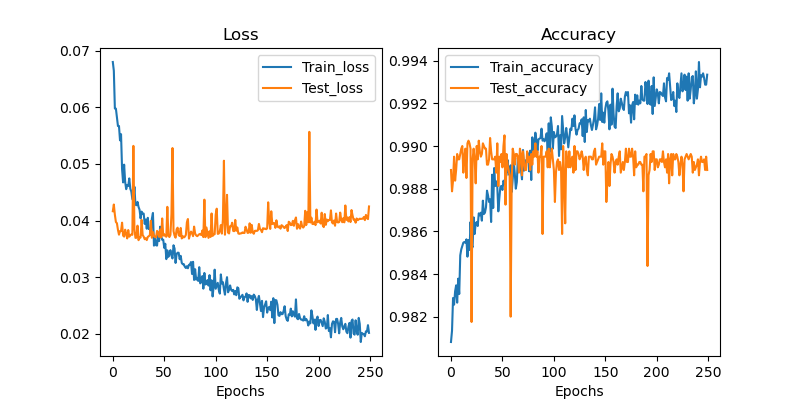 Loss
0.07
0.06
0.05
0.04
0.03
0.02
Train_loss
Test_loss
0 50 100 150 200 250
Epochs
Accuracy
0.994
0.992
0.990
0.988
0.986
0.984
0.982
Train_accuracy
Test_accuracy
0 50 100 150 200 250
Epochs